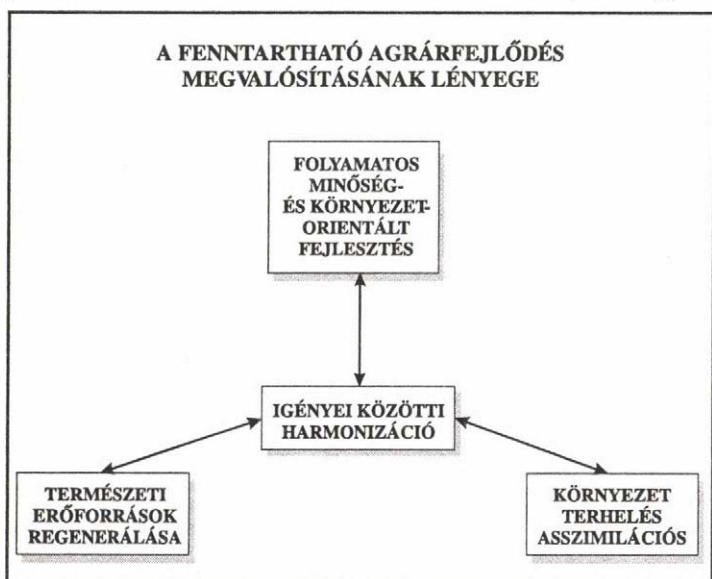 A FENNTARTHATÓ AGRÁRFEJLŐDÉS
MEGVALÓSÍTÁSÁNAK LÉNYEGE
FOLYAMATOS
MINŐSÉG-
ÉS KÖRNYEZET-
ORIENTÁLT
FEJLESZTÉS
IGÉNYEI KÖZÖTTI
HARMONIZÁCIÓ
TERMÉSZETI
ERŐFORRÁSOK
REGENERÁLÁSA
KÖRNYEZET
TERHELÉS
ASSZIMILÁCIÓS